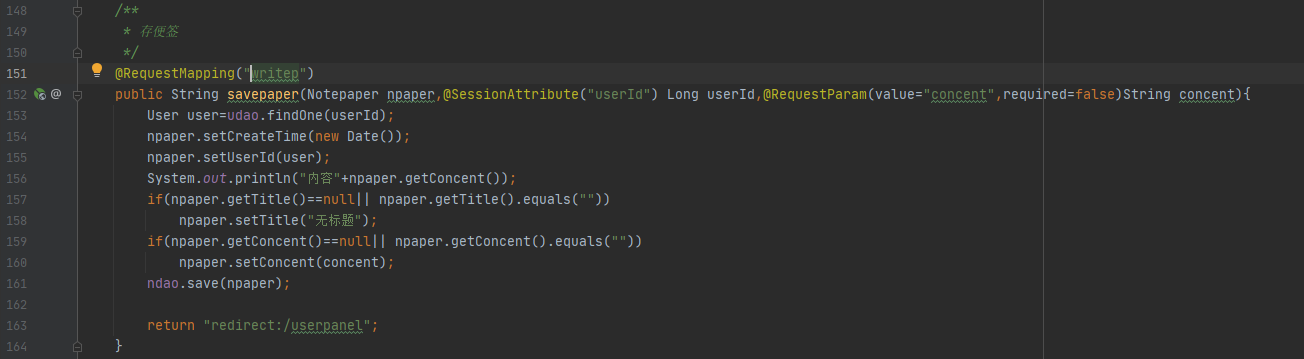 148 /**
149 * 存便签
150 */
151 @RequestMapping("writep")
152 @ public String savepaper(Notepaper npaper,@SessionAttribute("userId") Long userId,@RequestParam(value="concent",required=false)String concent){
153 User user=udao.findOne(userId);
154 npaper.setCreateTime(new Date());
155 npaper.setUserId(user);
156 System.out.println("内容"+npaper.getConcent());
157 if(npaper.getTitle()==null|| npaper.getTitle().equals(""))
158 npaper.setTitle("无标题");
159 if(npaper.getConcent()==null|| npaper.getConcent().equals(""))
160 npaper.setConcent(concent);
161 ndao.save(npaper);
162
163 return "redirect:/userpanel";
164 }